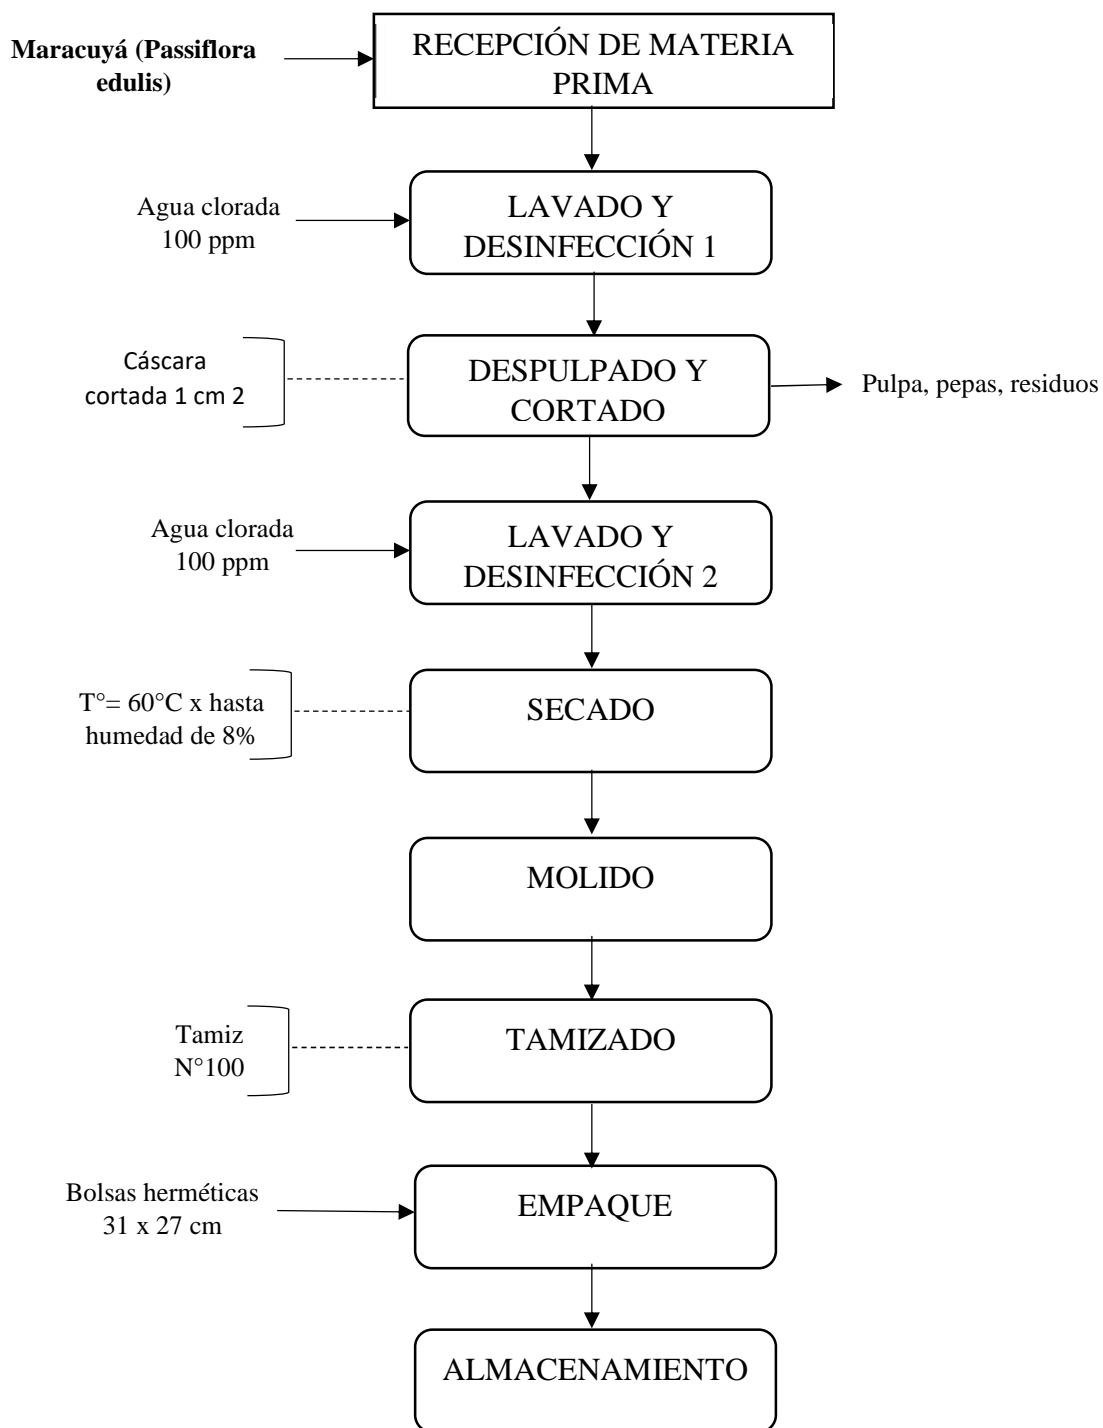 Maracuyá (Passiflora
edulis)
RECEPCIÓN DE MATERIA
PRIMA
Agua clorada
100 ppm
LAVADO Y
DESINFECCIÓN 1
Cáscara
cortada 1 cm 2
DESPULPADO Y
CORTADO
Pulpa, pepas, residuos
Agua clorada
100 ppm
LAVADO Y
DESINFECCIÓN 2
T°= 60°C x hasta
humedad de 8%
SECADO
MOLIDO
Tamiz
N°100
TAMIZADO
Bolsas herméticas
31 x 27 cm
EMPAQUE
ALMACENAMIENTO